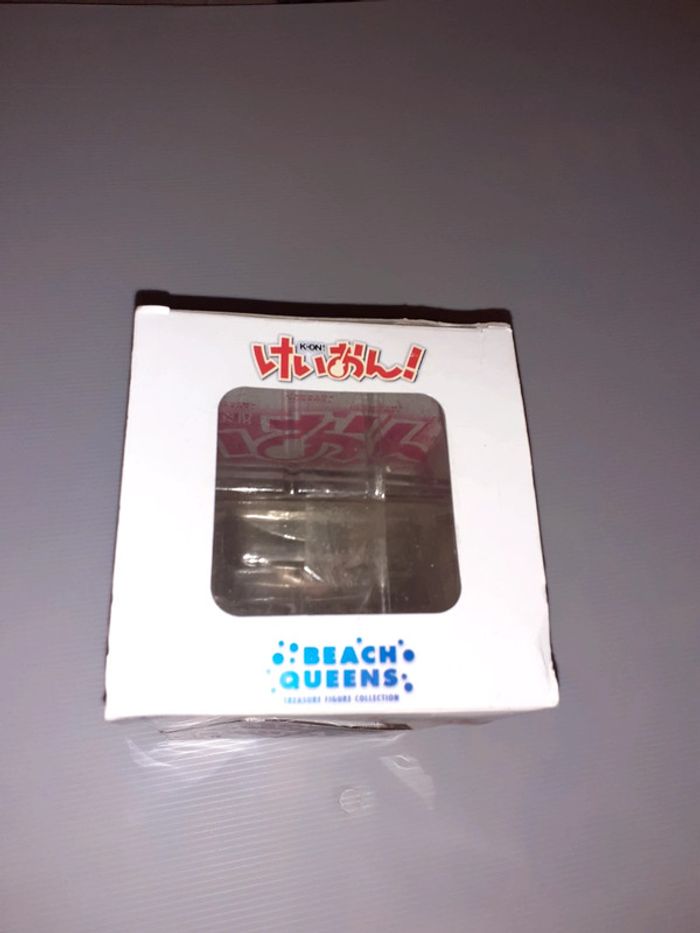 K-ON!
けいおん!
BEACH
QUEENS
TREASURE FIGURE COLLECTION